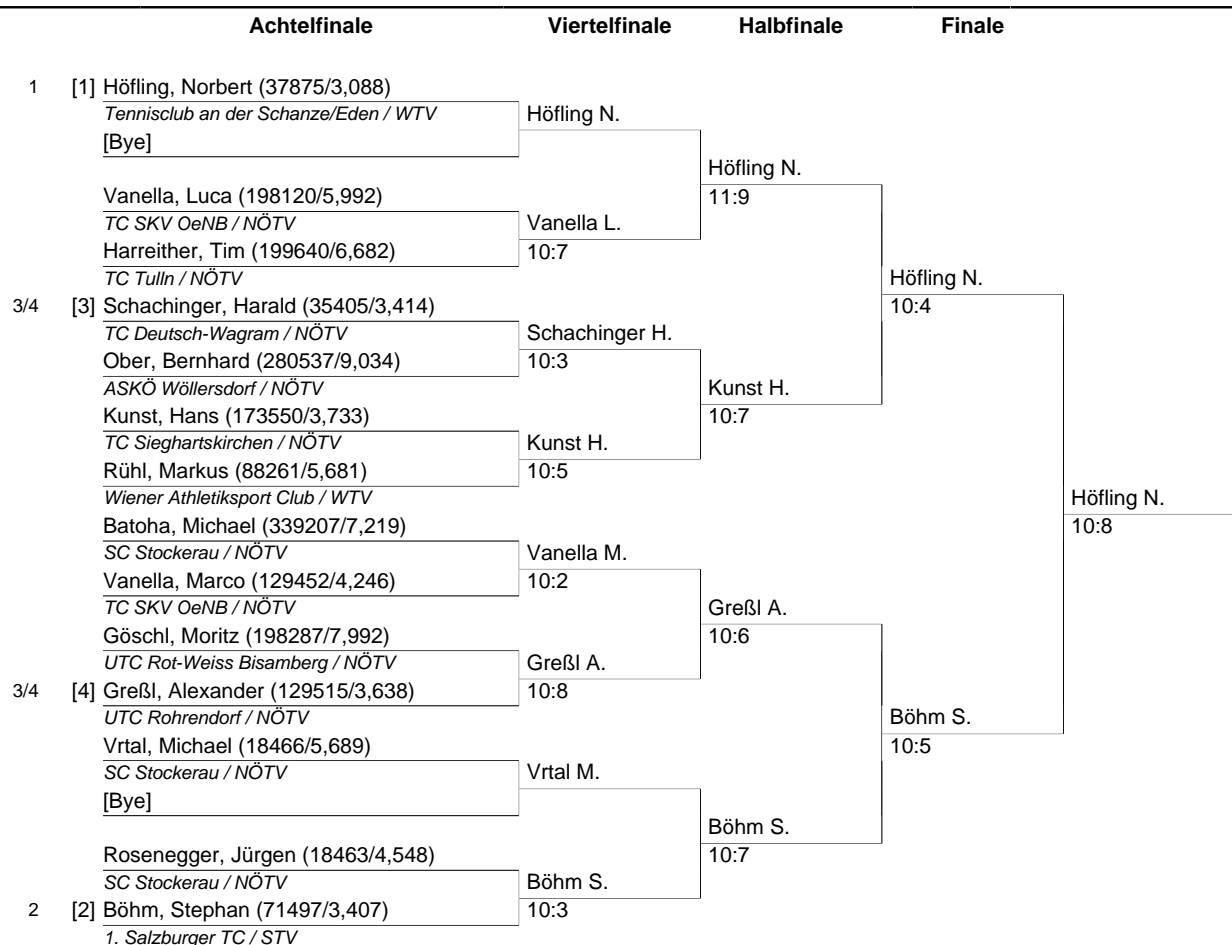 Achtelfinale Viertelfinale Halbfinale Finale
1 [1] Höfling, Norbert (37875/3,088)
Tennisclub an der Schanze/Eden / WTV Höfling N.
[Bye]
Höfling N.
Vanella, Luca (198120/5,992) 11:9
TC SKV OeNB / NÖTV Vanella L.
Harreither, Tim (199640/6,682) 10:7
TC Tulln / NÖTV Höfling N.
3/4 [3] Schachinger, Harald (35405/3,414) 10:4
TC Deutsch-Wagram / NÖTV Schachinger H.
Ober, Bernhard (280537/9,034) 10:3
ASKÖ Wöllersdorf / NÖTV Kunst H.
Kunst, Hans (173550/3,733) 10:7
TC Sieghartskirchen / NÖTV Kunst H.
Rühl, Markus (88261/5,681) 10:5
Wiener Athletiksport Club / WTV Höfling N.
Batoha, Michael (339207/7,219) 10:8
SC Stockerau / NÖTV Vanella M.
Vanella, Marco (129452/4,246) 10:2
TC SKV OeNB / NÖTV Greßl A.
Göschl, Moritz (198287/7,992) 10:6
UTC Rot-Weiss Bisamberg / NÖTV Greßl A.
3/4 [4] Greßl, Alexander (129515/3,638) 10:8
UTC Rohrendorf / NÖTV Böhm S.
Vrtal, Michael (18466/5,689) 10:5
SC Stockerau / NÖTV Vrtal M.
[Bye]
Böhm S.
Rosenegger, Jürgen (18463/4,548) 10:7
SC Stockerau / NÖTV Böhm S.
2 [2] Böhm, Stephan (71497/3,407) 10:3
1. Salzburger TC / STV